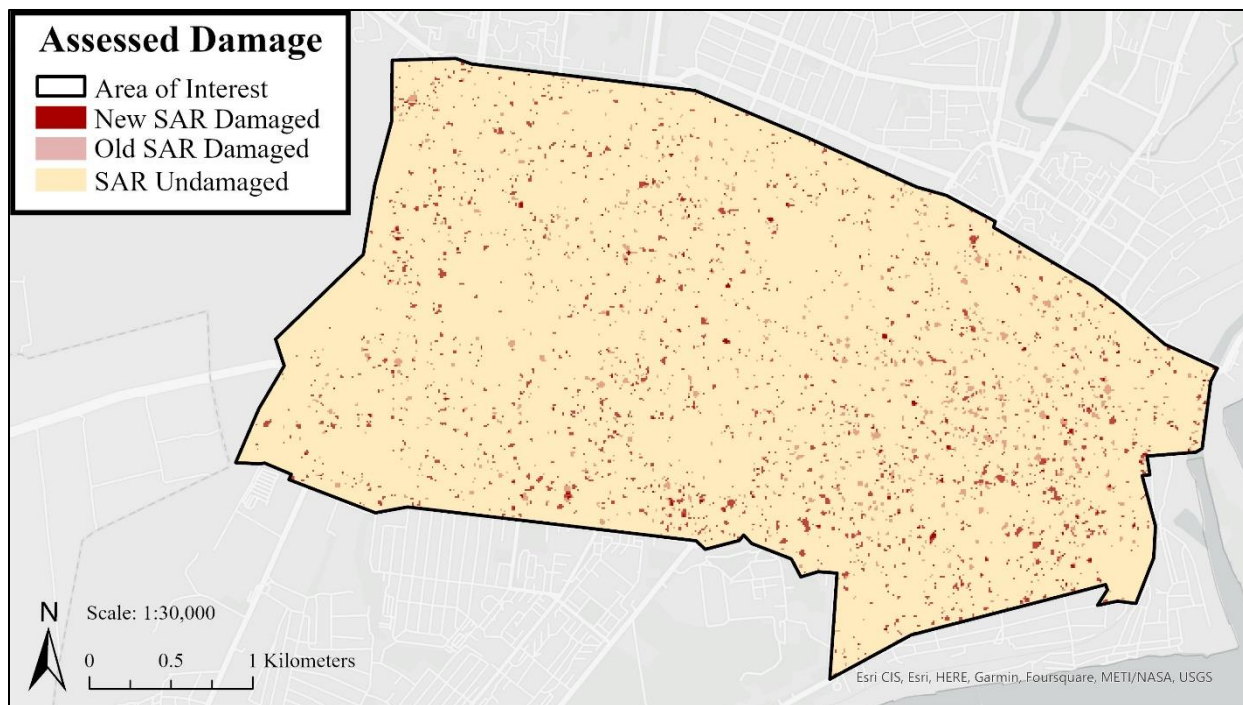 Assessed Damage
Area of Interest
New SAR Damaged
Old SAR Damaged
SAR Undamaged
N
Scale: 1:30,000
0 0.5 1 Kilometers
Esri CIS, Esri, HERE, Garmin, Foursquare, METI/NASA, USGS